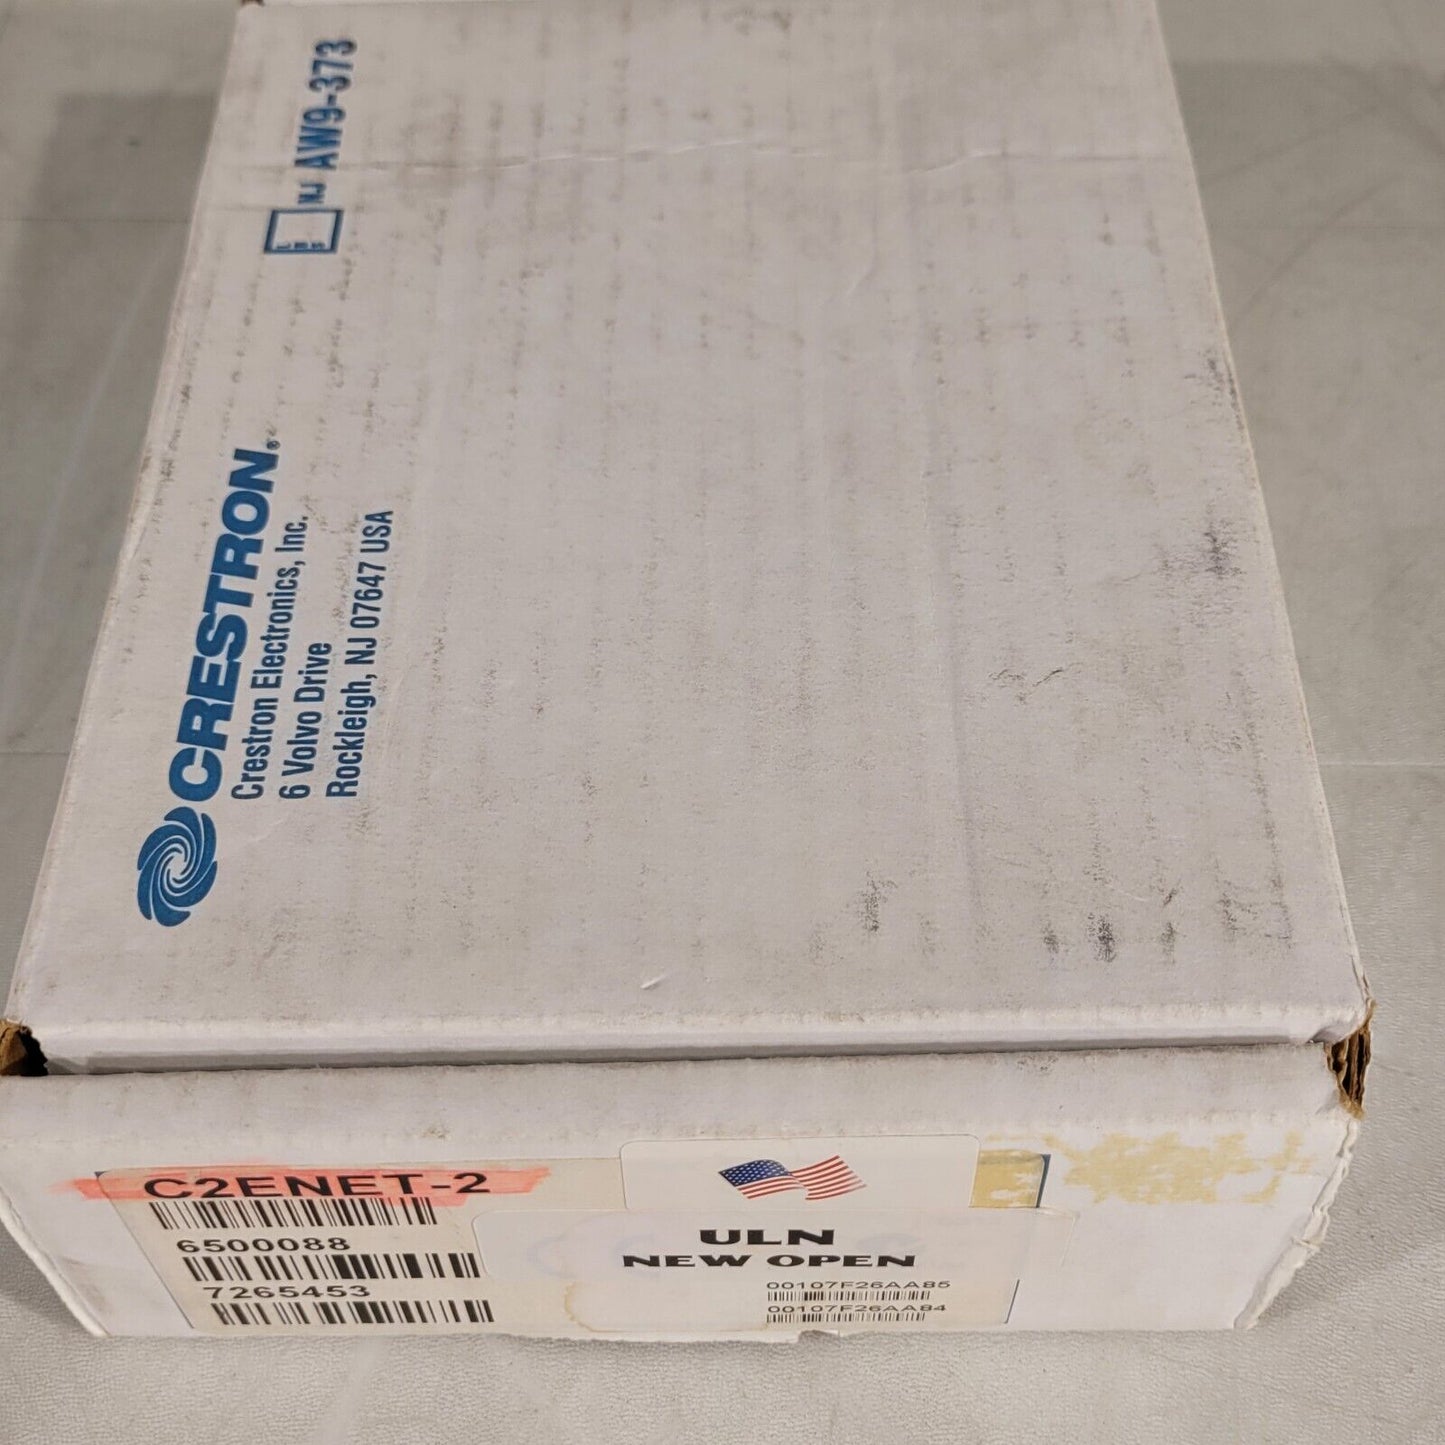 NJ AW9-373
CRESTRON®
Crestron Electronics, Inc.
6 Volvo Drive
Rockleigh, NJ 07647 USA
C2ENET-2
6500088
7265453
ULN
NEW OPEN
00107F26AA85
00107F26AA84